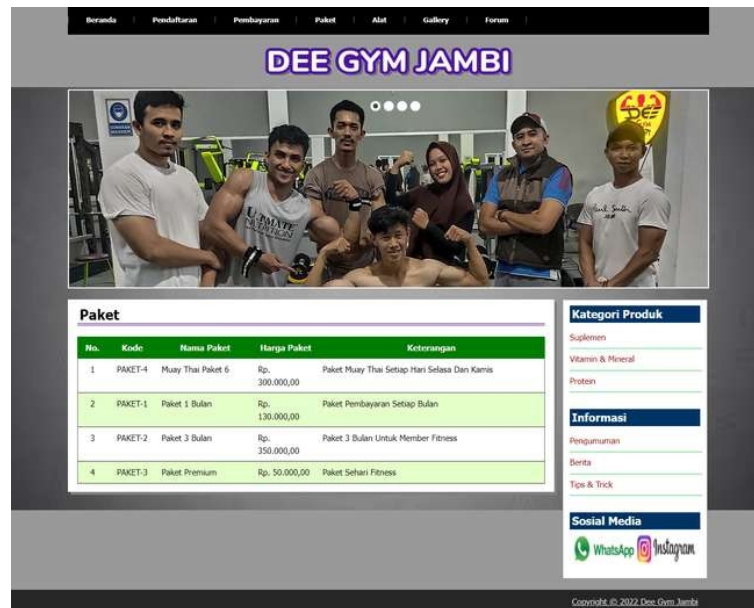 Beranda Pendaftaran Pembayaran Paket Alat Gallery Forum
DEE GYM JAMBI
DEE
ULTIMATE
NUTRITION
Paul Smith
Paket
No. Kode Nama Paket Harga Paket Keterangan
1 PAKET-4 Muay Thai Paket 6 Rp. 300.000,00 Paket Muay Thai Setiap Hari Selasa Dan Kamis
2 PAKET-1 Paket 1 Bulan Rp. 130.000,00 Paket Pembayaran Setiap Bulan
3 PAKET-2 Paket 3 Bulan Rp. 350.000,00 Paket 3 Bulan Untuk Member Fitness
4 PAKET-3 Paket Premium Rp. 50.000,00 Paket Sehari Fitness
Kategori Produk
Suplemen
Vitamin & Mineral
Protein
Informasi
Pengumuman
Berita
Tips & Trick
Sosial Media
WhatsApp Instagram
Copyright © 2022 Dee Gym Jambi